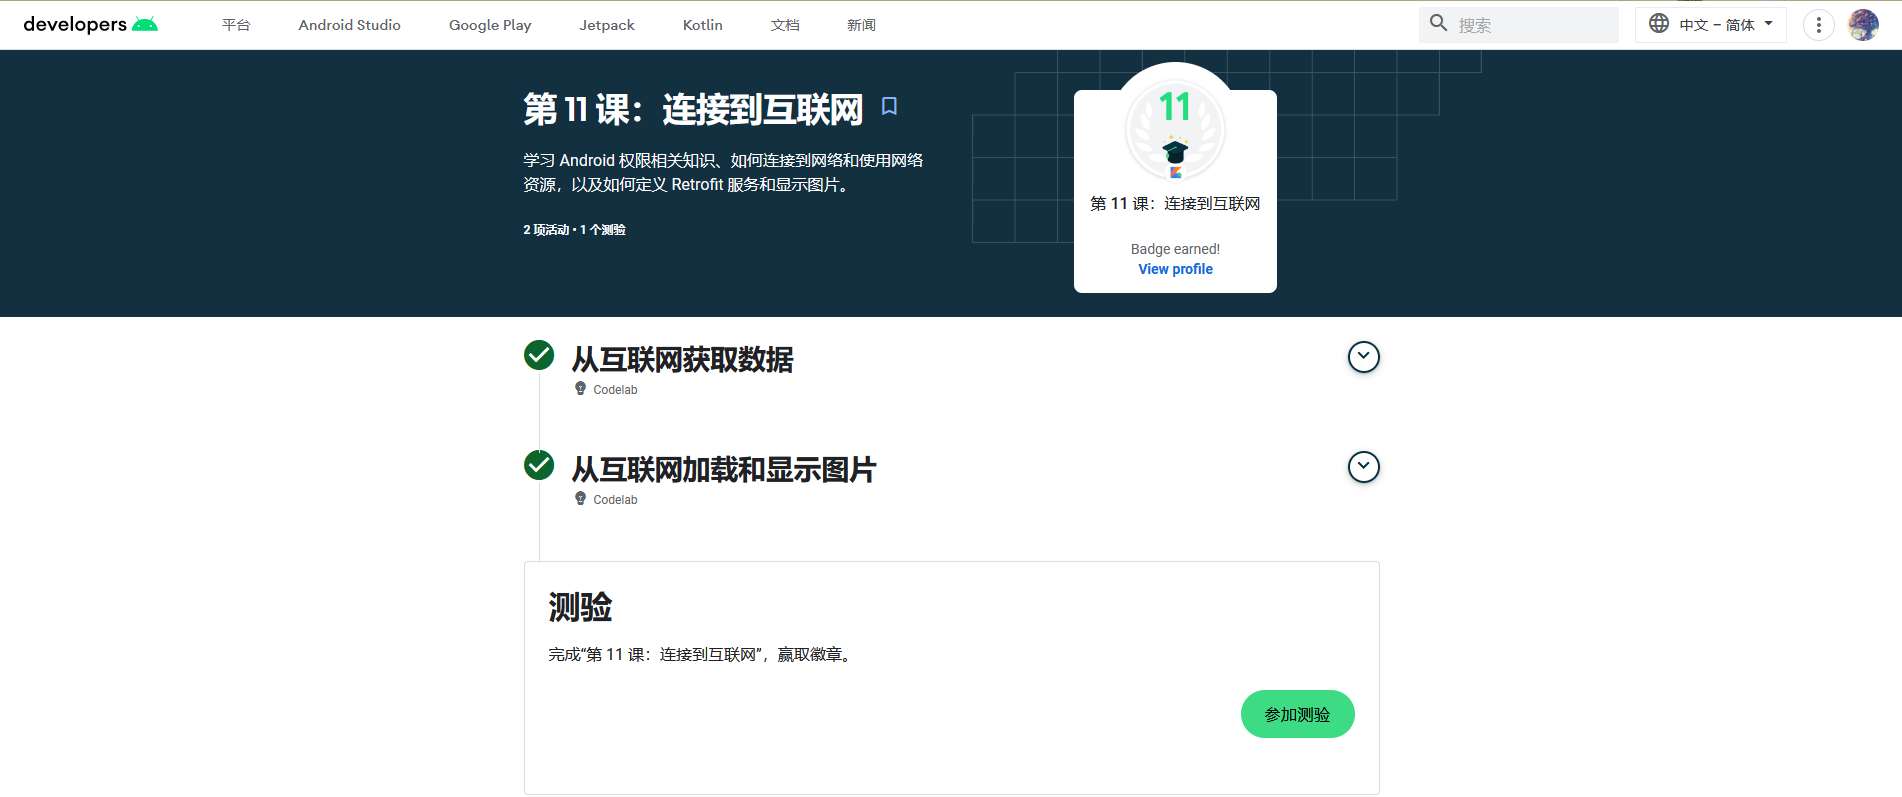 developers
平台
Android Studio
Google Play
Jetpack
Kotlin
文档
新闻
搜索
中文 – 简体
第 11 课：连接到互联网
学习 Android 权限相关知识、如何连接到网络和使用网络
资源，以及如何定义 Retrofit 服务和显示图片。
2 项活动 • 1 个测验
11
第 11 课：连接到互联网
Badge earned!
View profile
从互联网获取数据
Codelab
从互联网加载和显示图片
Codelab
测验
完成“第 11 课：连接到互联网”，赢取徽章。
参加测验